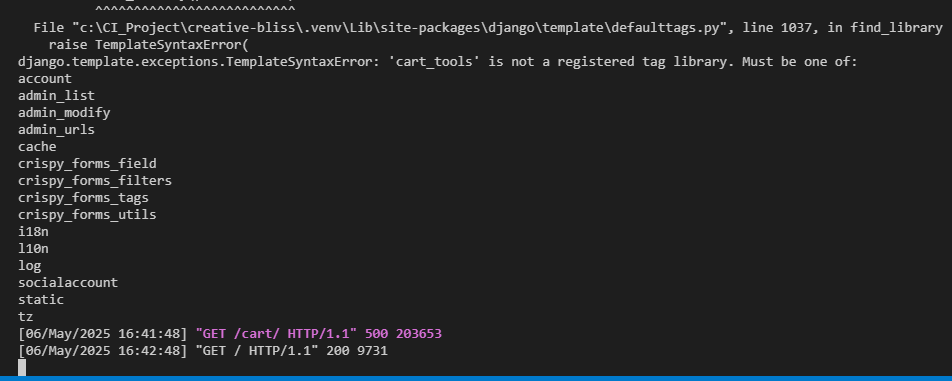 ^^^^^^^^^^^^^^^^^^^^^^^^^^
File "c:\CI_Project\creative-bliss\.venv\Lib\site-packages\django\template\defaulttags.py", line 1037, in find_library
raise TemplateSyntaxError(
django.template.exceptions.TemplateSyntaxError: 'cart_tools' is not a registered tag library. Must be one of:
account
admin_list
admin_modify
admin_urls
cache
crispy_forms_field
crispy_forms_filters
crispy_forms_tags
crispy_forms_utils
i18n
l10n
log
socialaccount
static
tz
[06/May/2025 16:41:48] "GET /cart/ HTTP/1.1" 500 203653
[06/May/2025 16:42:48] "GET / HTTP/1.1" 200 9731